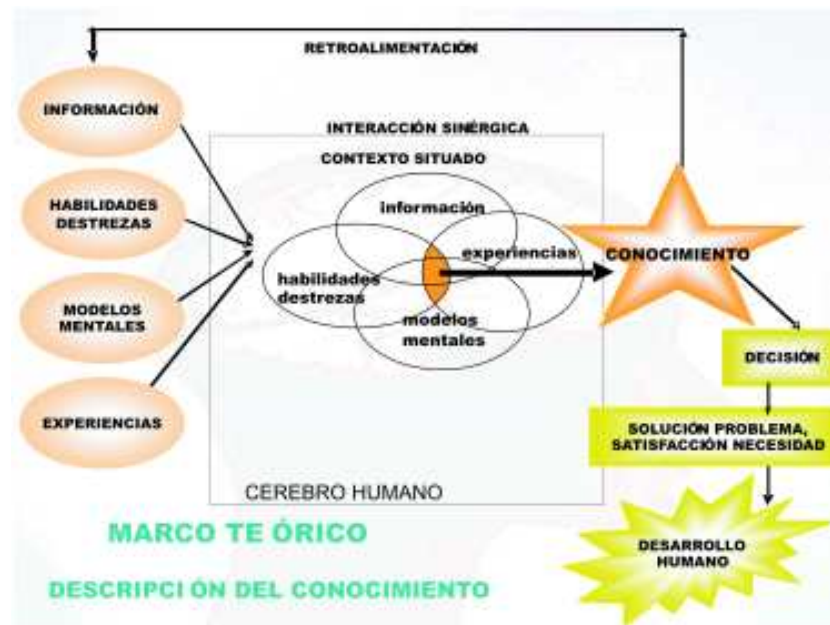 RETROALIMENTACIÓN
INFORMACIÓN
HABILIDADES
DESTREZAS
MODELOS
MENTALES
EXPERIENCIAS
INTERACCIÓN SINÉRGICA
CONTEXTO SITUADO
información
experiencias
habilidades
destrezas
modelos
mentales
CEREBRO HUMANO
CONOCIMIENTO
DECISIÓN
SOLUCIÓN PROBLEMA,
SATISFACCIÓN NECESIDAD
DESARROLLO
HUMANO
MARCO TE ÓRICO
DESCRIPCI ÓN DEL CONOCIMIENTO